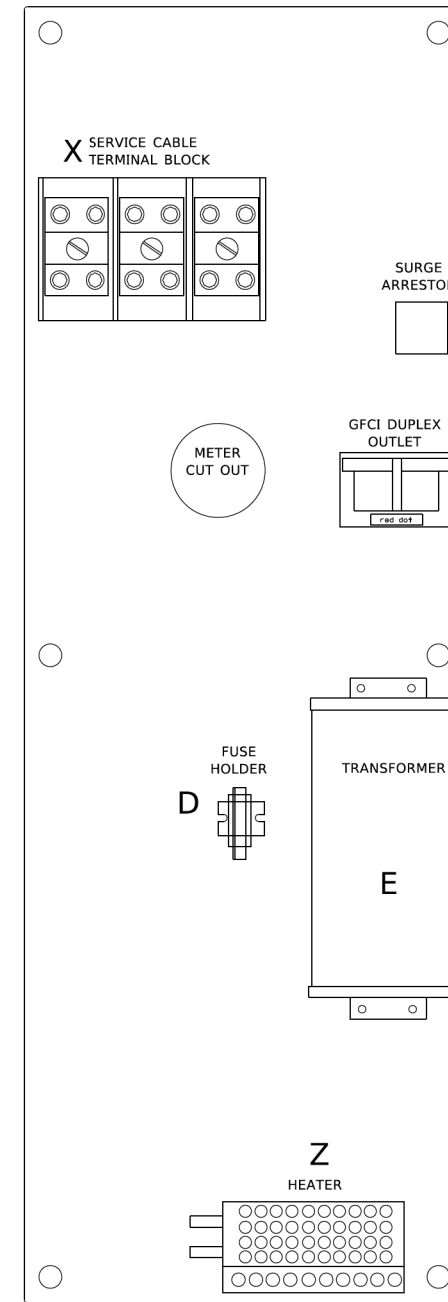 X SERVICE CABLE
TERMINAL BLOCK
SURGE
ARRESTO
GFCI DUPLEX
OUTLET
METER
CUT OUT
red dot
FUSE
HOLDER
TRANSFORMER
D
E
Z
HEATER